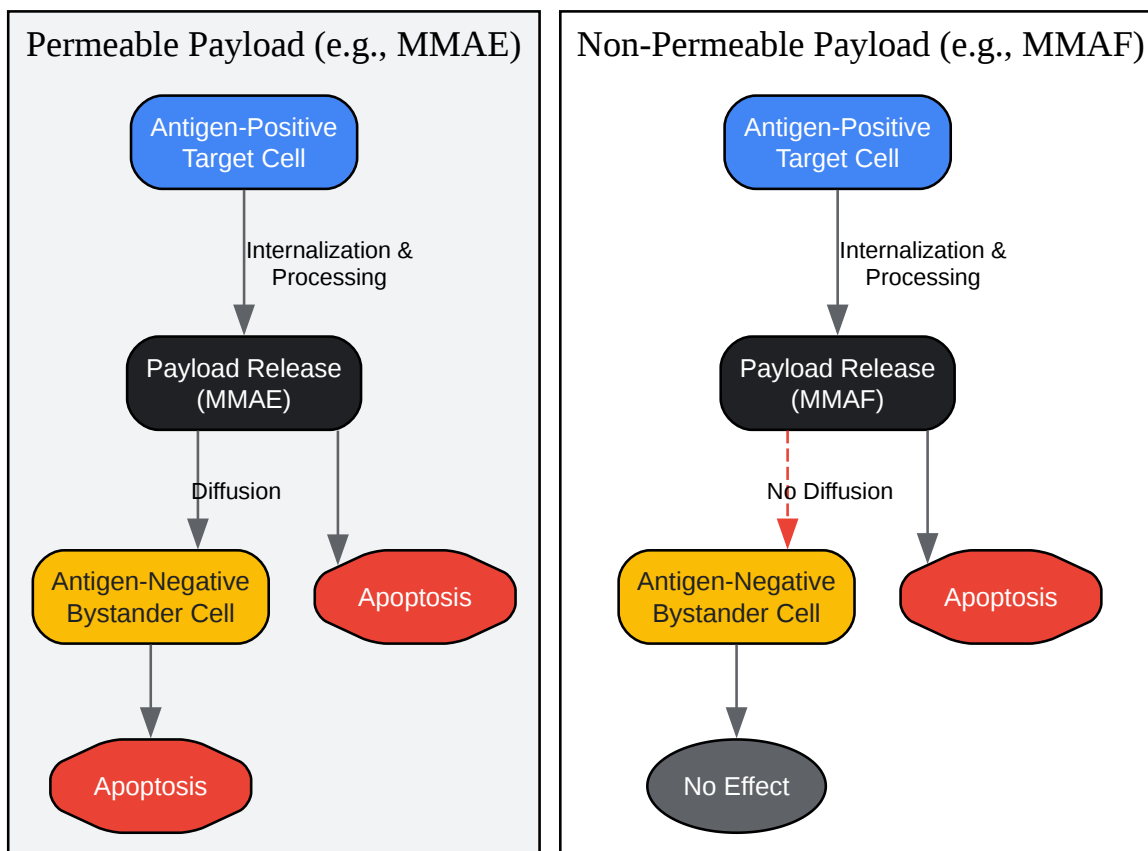 Permeable Payload (e.g., MMAE)
Antigen-Positive
Target Cell
Internalization &
Processing
Payload Release
(MMAE)
Diffusion
Antigen-Negative
Bystander Cell
Apoptosis
Apoptosis
Non-Permeable Payload (e.g., MMAF)
Antigen-Positive
Target Cell
Internalization &
Processing
Payload Release
(MMAF)
No Diffusion
Antigen-Negative
Bystander Cell
Apoptosis
No Effect